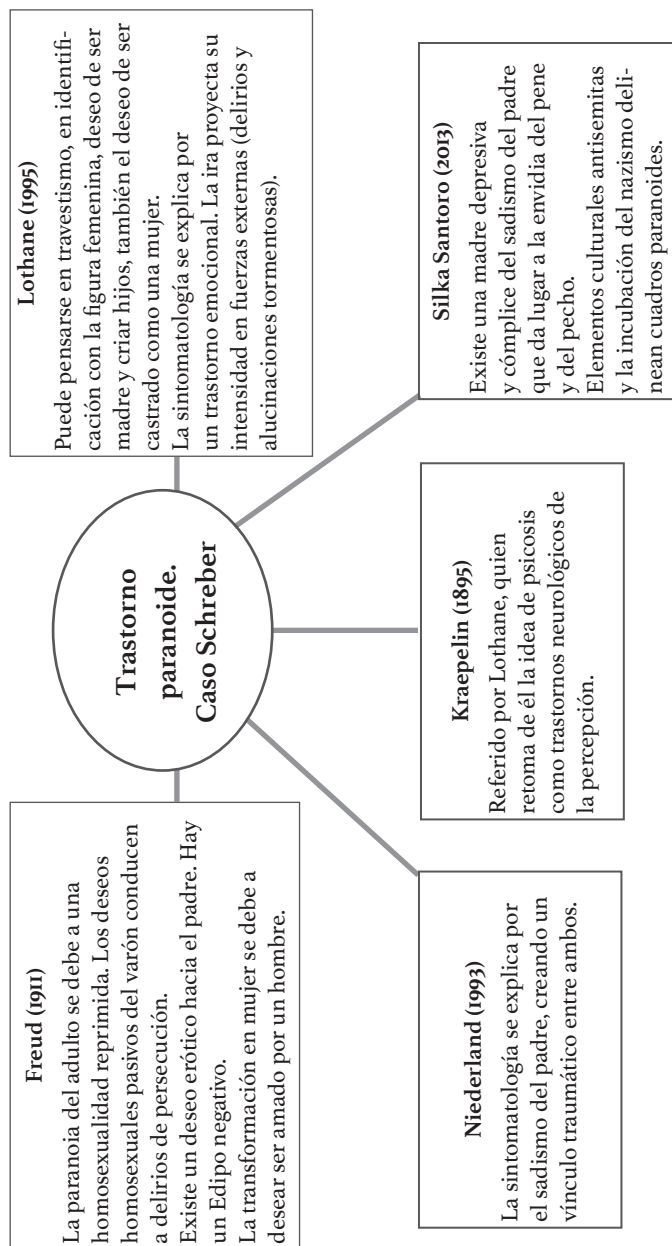 Freud (1911)
La paranoia del adulto se debe a una
homosexualidad reprimida. Los deseos
homosexuales pasivos del varón conducen
a delirios de persecución.
Existe un deseo erótico hacia el padre. Hay
un Edipo negativo.
La transformación en mujer se debe a
desear ser amado por un hombre.
Trastorno
paranoide.
Caso Schreber
Lothane (1995)
Puede pensarse en travestismo, en identifi-
cación con la figura femenina, deseo de ser
madre y criar hijos, también el deseo de ser
castrado como una mujer.
La sintomatología se explica por
un trastorno emocional. La ira proyecta su
intensidad en fuerzas externas (delirios y
alucinaciones tormentosas).
Niederland (1993)
La sintomatología se explica por
el sadismo del padre, creando un
vínculo traumático entre ambos.
Kraepelin (1895)
Referido por Lothane, quien
retoma de él la idea de psicosis
como trastornos neurológicos de
la percepción.
Silka Santoro (2013)
Existe una madre depresiva
y cómplice del sadismo del padre
que da lugar a la envidia del pene
y del pecho.
Elementos culturales antisemitas
y la incubación del nazismo deli-
nean cuadros paranoides.